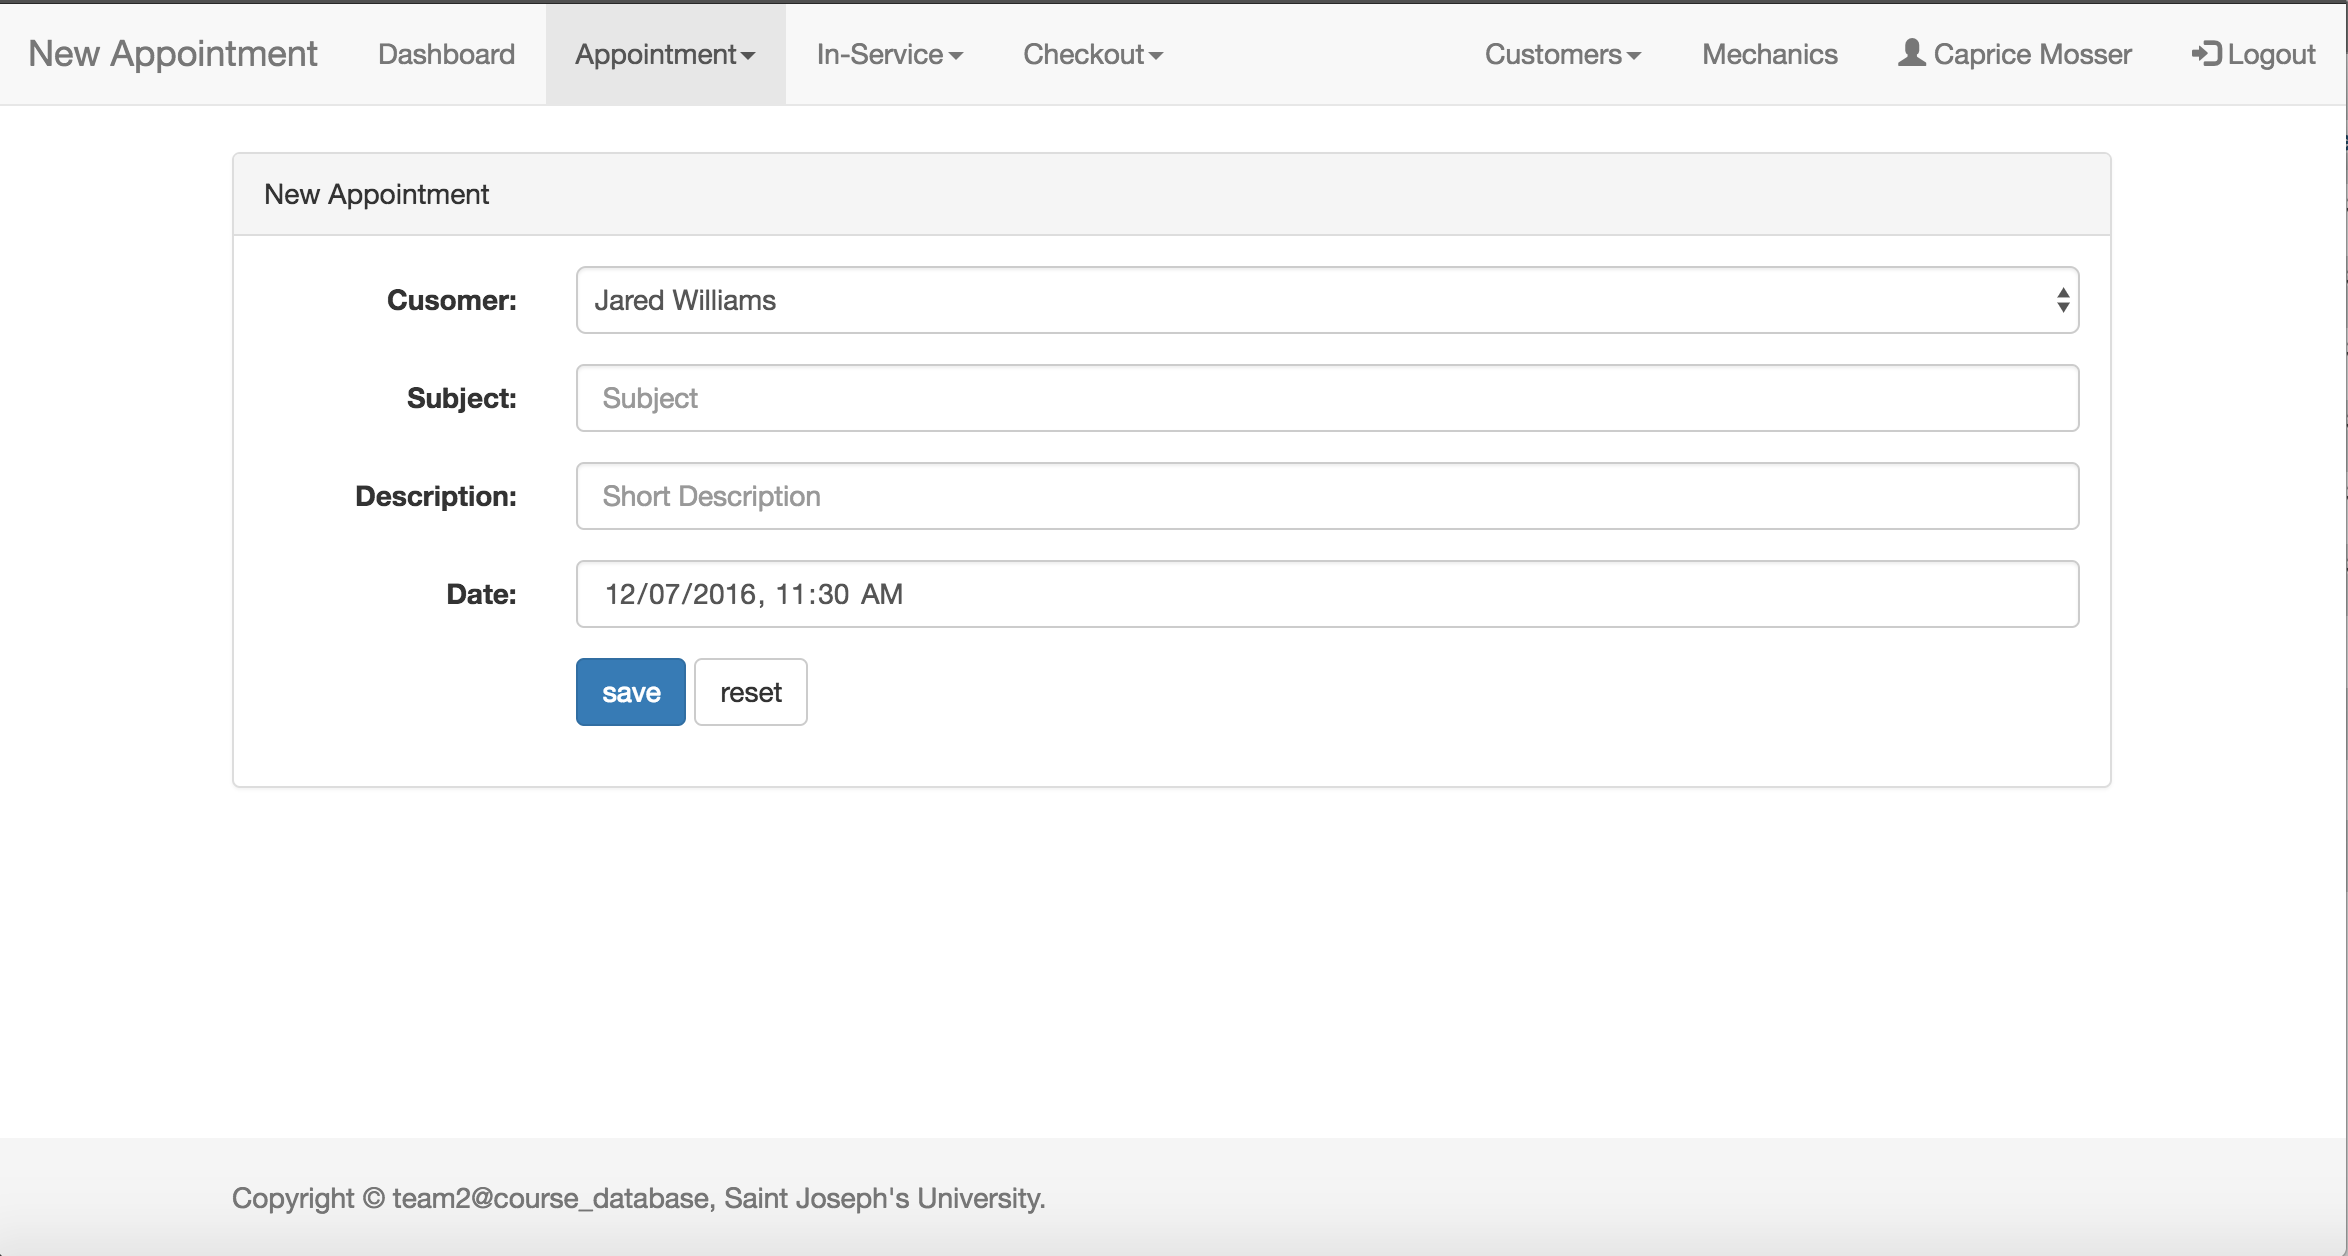 New Appointment Dashboard Appointment In-Service Checkout Customers Mechanics Caprice Mosser Logout
New Appointment
Cusomer: Jared Williams
Subject: Subject
Description: Short Description
Date: 12/07/2016, 11:30 AM
save reset
Copyright © team2@course_database, Saint Joseph's University.